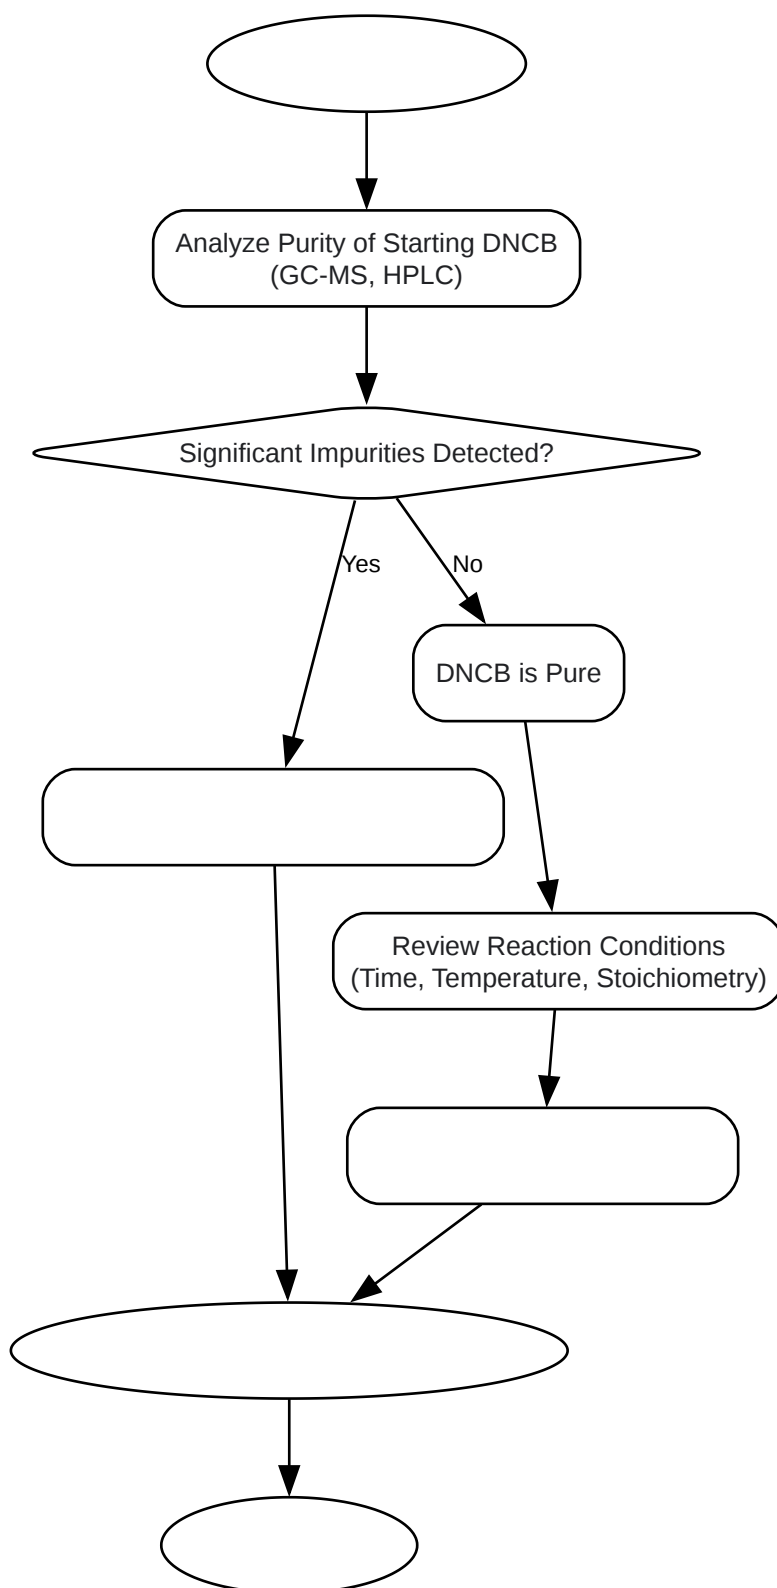 Analyze Purity of Starting DNCB
(GC-MS, HPLC)
Significant Impurities Detected?
Yes
No
DNCB is Pure
Review Reaction Conditions
(Time, Temperature, Stoichiometry)